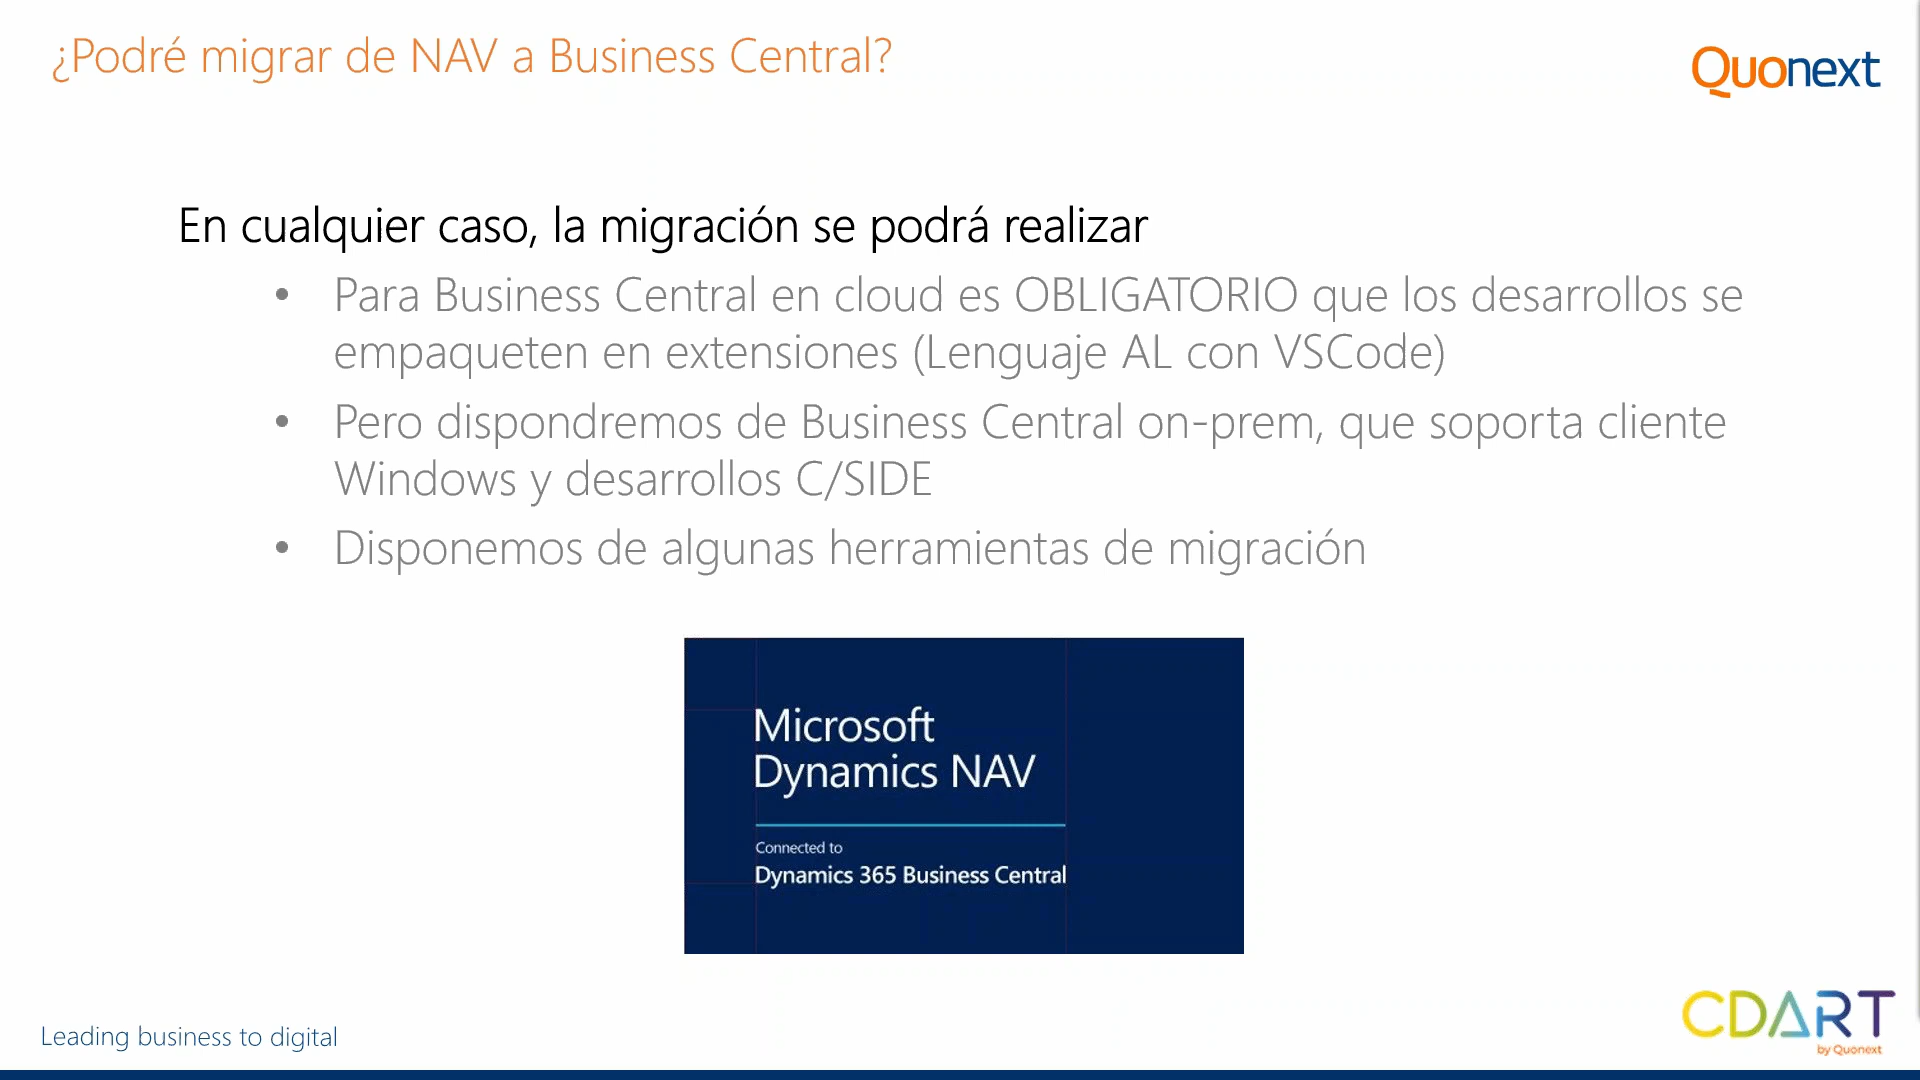 ¿Podré migrar de NAV a Business Central?
Quonext
En cualquier caso, la migración se podrá realizar
• Para Business Central en cloud es OBLIGATORIO que los desarrollos se
empaqueten en extensiones (Lenguaje AL con VSCode)
• Pero dispondremos de Business Central on-prem, que soporta cliente
Windows y desarrollos C/SIDE
• Disponemos de algunas herramientas de migración
Microsoft
Dynamics NAV
Connected to
Dynamics 365 Business Central
CDART
by Quonext
Leading business to digital